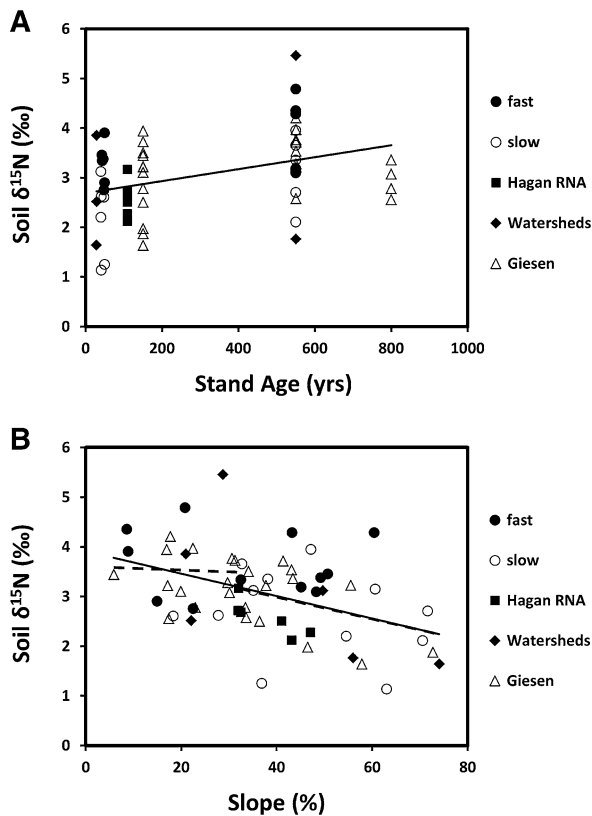 A
Soil δ15N (‰)
6
5
4
3
2
1
0
0 200 400 600 800 1000
Stand Age (yrs)
fast
slow
Hagan RNA
Watersheds
Giesen
B
Soil δ15N (‰)
6
5
4
3
2
1
0
0 20 40 60 80
Slope (%)
fast
slow
Hagan RNA
Watersheds
Giesen